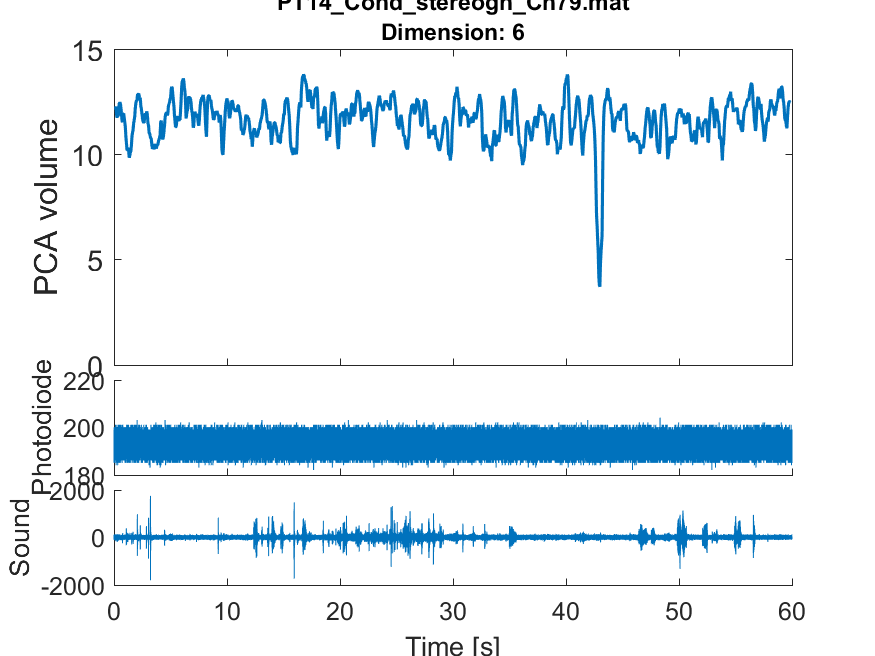 PT14_Cond_stereogn_Ch79.mat
Dimension: 6
15
10
5
0
PCA volume
220
200
180
Photodiode
2000
0
-2000
Sound
0 10 20 30 40 50 60
Time [s]